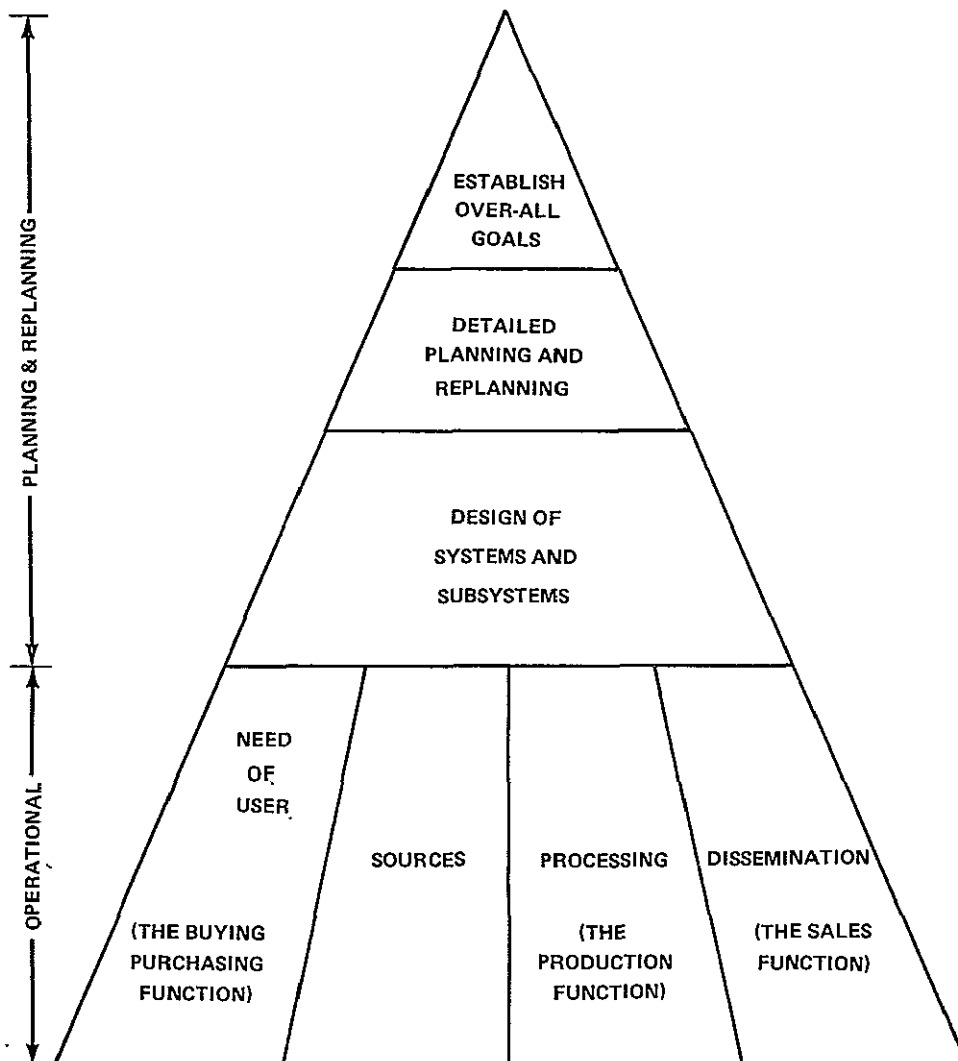 PLANNING & REPLANNING
ESTABLISH
OVER-ALL
GOALS
DETAILED
PLANNING AND
REPLANNING
DESIGN OF
SYSTEMS AND
SUBSYSTEMS
OPERATIONAL
NEED
OF
USER
(THE BUYING
PURCHASING
FUNCTION)
SOURCES
PROCESSING
(THE
PRODUCTION
FUNCTION)
DISSEMINATION
(THE SALES
FUNCTION)